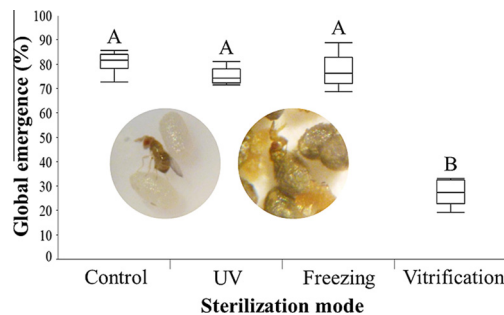 Global emergence (%)
100
90
80
70
60
50
40
30
20
10
0
A
A
A
B
Control
UV
Freezing
Vitrification
Sterilization mode